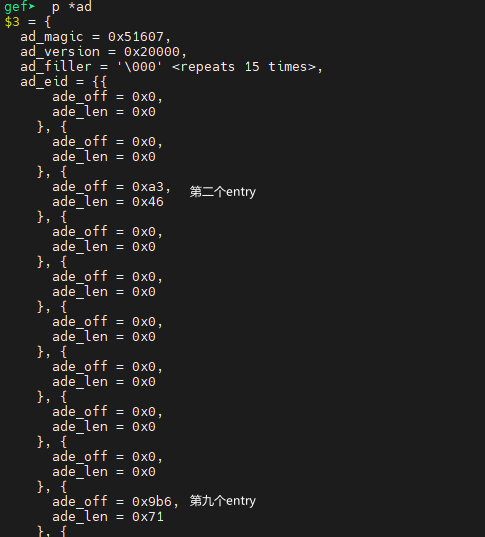 gef➤  p *ad
$3 = {
  ad_magic = 0x51607,
  ad_version = 0x20000,
  ad_filler = '\000' <repeats 15 times>,
  ad_eid = {{
      ade_off = 0x0,
      ade_len = 0x0
    }, {
      ade_off = 0x0,
      ade_len = 0x0
    }, {
      ade_off = 0xa3, 第二个entry
      ade_len = 0x46
    }, {
      ade_off = 0x0,
      ade_len = 0x0
    }, {
      ade_off = 0x0,
      ade_len = 0x0
    }, {
      ade_off = 0x0,
      ade_len = 0x0
    }, {
      ade_off = 0x0,
      ade_len = 0x0
    }, {
      ade_off = 0x0,
      ade_len = 0x0
    }, {
      ade_off = 0x0,
      ade_len = 0x0
    }, {
      ade_off = 0x9b6, 第九个entry
      ade_len = 0x71
    }, {